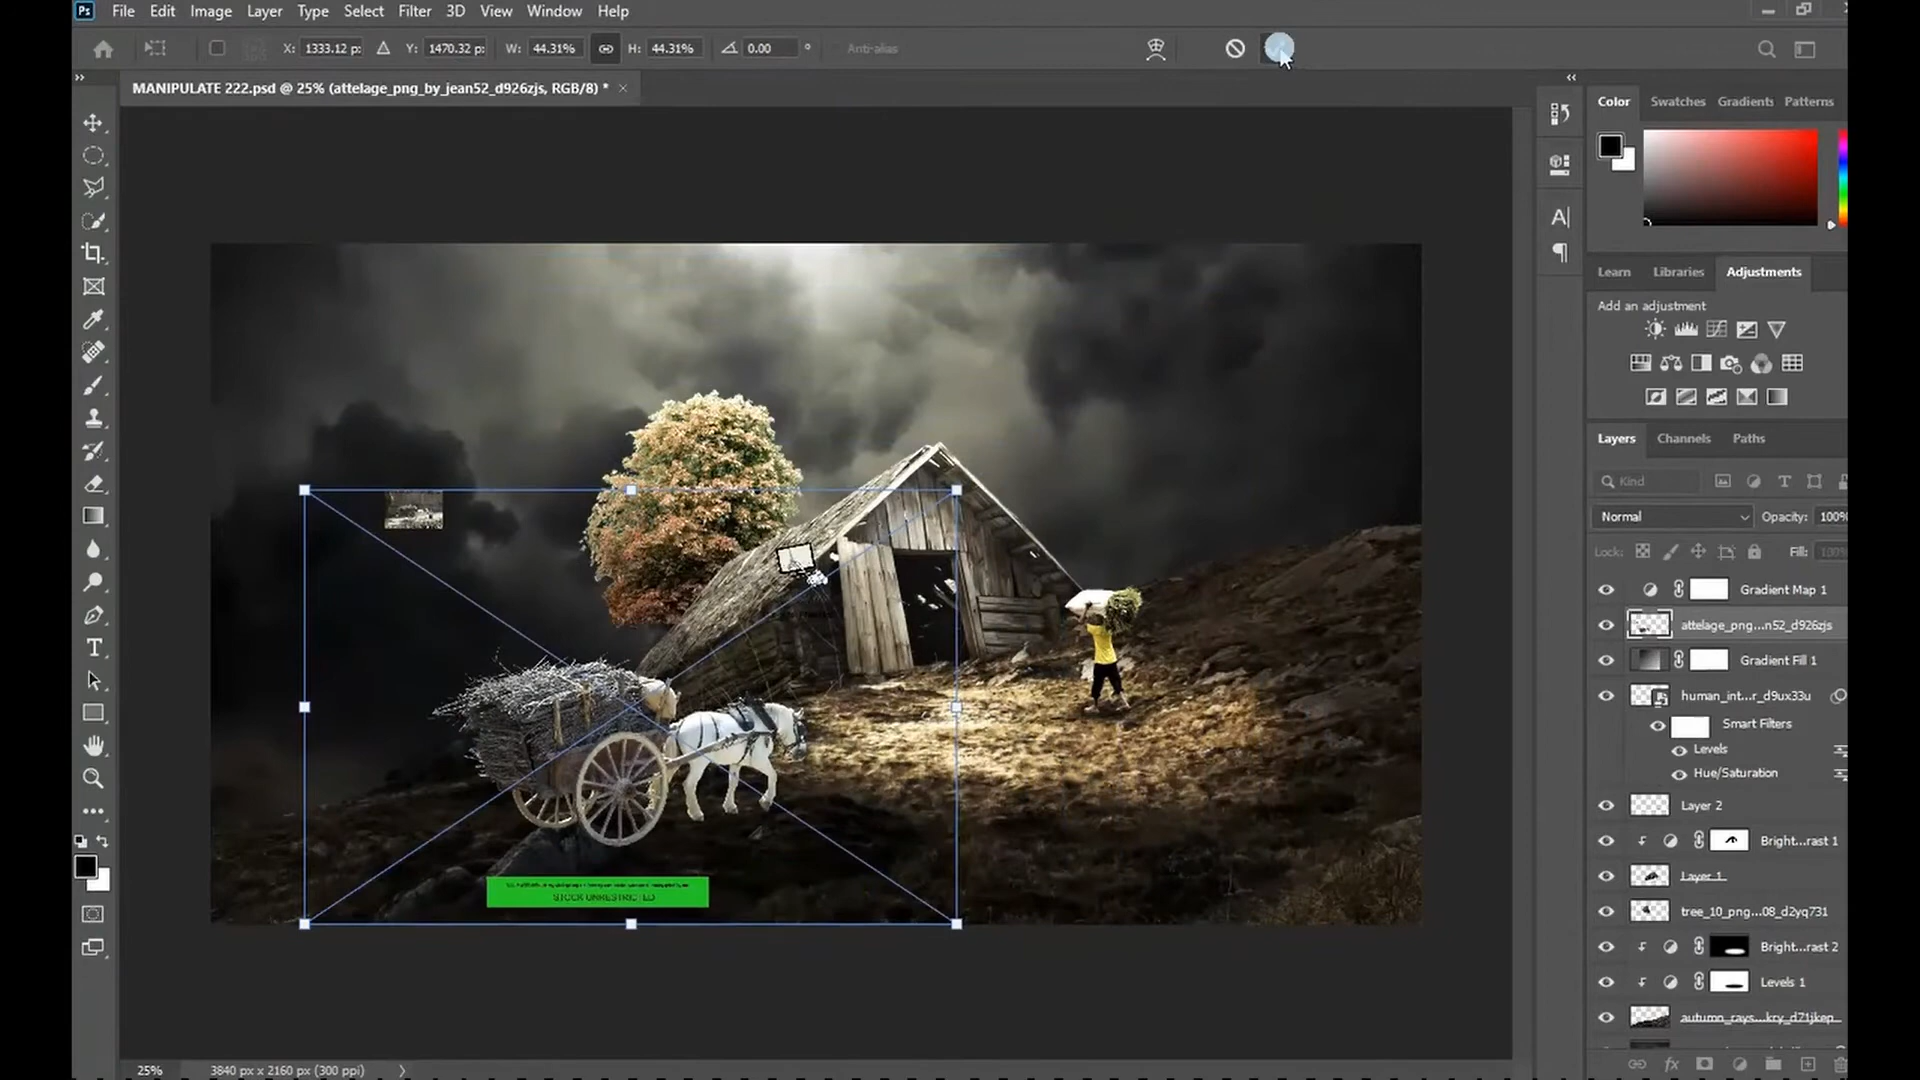 Ps File Edit Image Layer Type Select Filter 3D View Window Help
X: 1333.12 p: Y: 1470.32 p: W: 44.31% H: 44.31% 0.00 ° Anti-alias
MANIPULATE 222.psd @ 25% (attelage_png_by_jean52_d926zjs, RGB/8) * ×
Color Swatches Gradients Patterns
Learn Libraries Adjustments
Add an adjustment
Layers Channels Paths
Kind
Normal Opacity: 100%
Lock: Fill: 100%
Gradient Map 1
attelage_png...n52_d926zjs
Gradient Fill 1
human_int...r_d9ux33u
Smart Filters
Levels
Hue/Saturation
Layer 2
Bright...rast 1
Layer 1
tree_10_png...08_d2yq731
Bright...rast 2
Levels 1
autumn_rays...kry_d71jkep
STOCK UNRESTRICTED
25% 3840 px x 2160 px (300 ppi)